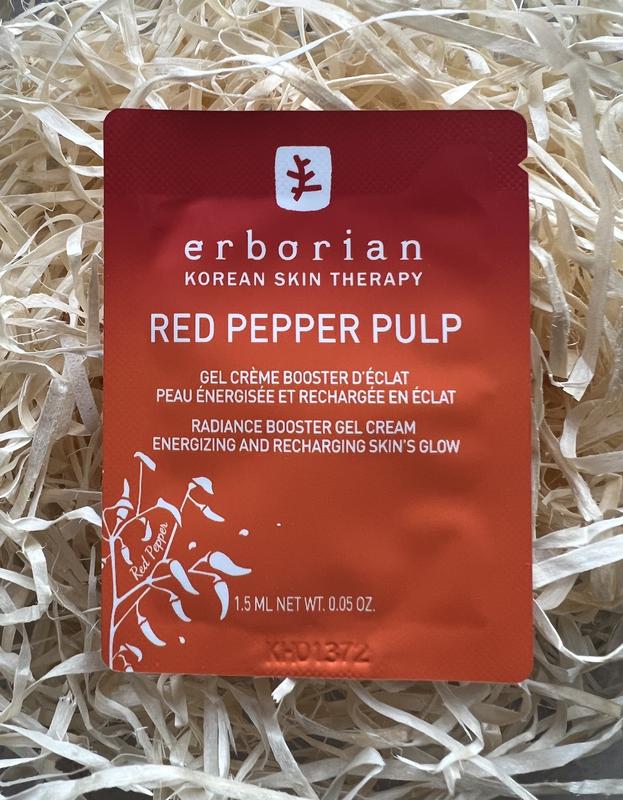 erborian
KOREAN SKIN THERAPY
RED PEPPER PULP
GEL CRÈME BOOSTER D'ÉCLAT
PEAU ÉNERGISÉE ET RECHARGÉE EN ÉCLAT
RADIANCE BOOSTER GEL CREAM
ENERGIZING AND RECHARGING SKIN'S GLOW
Red Pepper
1.5 ML NET WT. 0.05 OZ.
KH01372